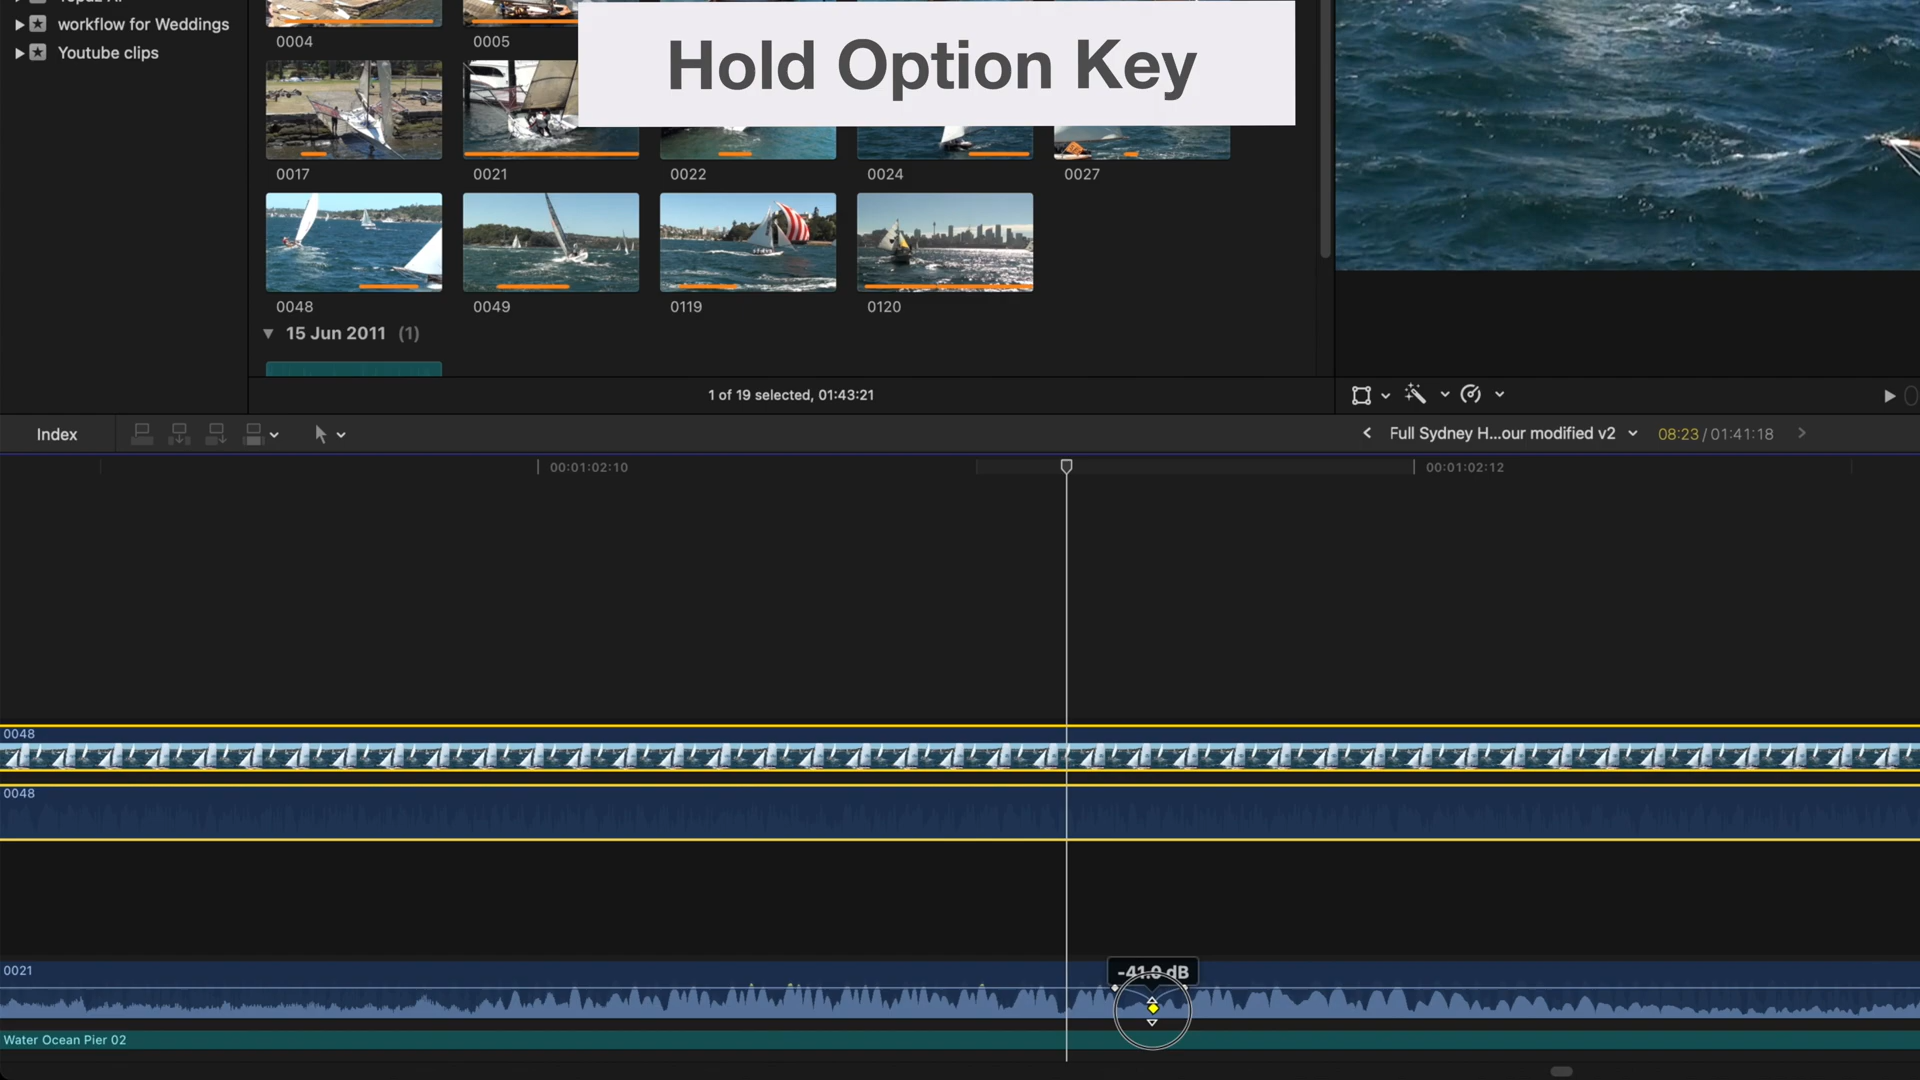 workflow for Weddings
Youtube clips
0004
0005
Hold Option Key
0017
0021
0022
0024
0027
0048
0049
0119
0120
15 Jun 2011 (1)
1 of 19 selected, 01:43:21
Index
Full Sydney H...our modified v2
08:23 / 01:41:18
00:01:02:10
00:01:02:12
0048
0048
0021
-41.0 dB
Water Ocean Pier 02